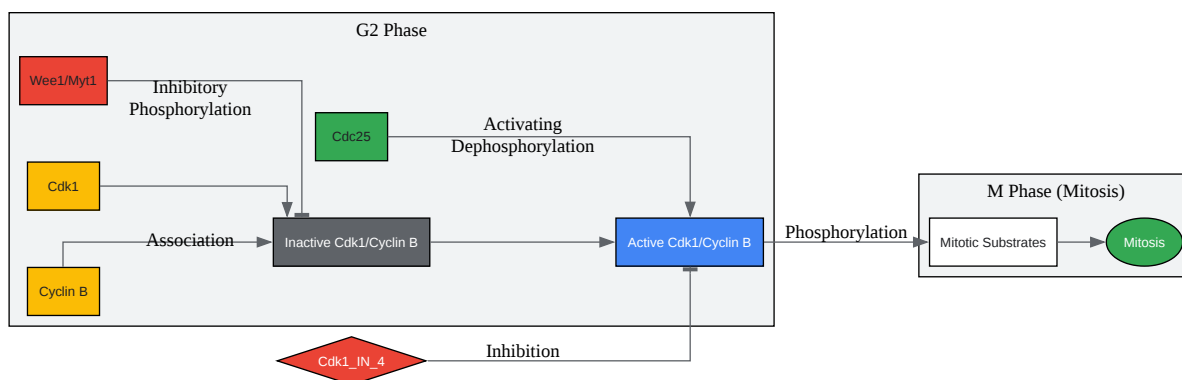 G2 Phase
Wee1/Myt1
Inhibitory
Phosphorylation
Cdc25
Activating
Dephosphorylation
Cdk1
Association
Inactive Cdk1/Cyclin B
Active Cdk1/Cyclin B
Cyclin B
Phosphorylation
M Phase (Mitosis)
Mitotic Substrates
Mitosis
Cdk1_IN_4
Inhibition